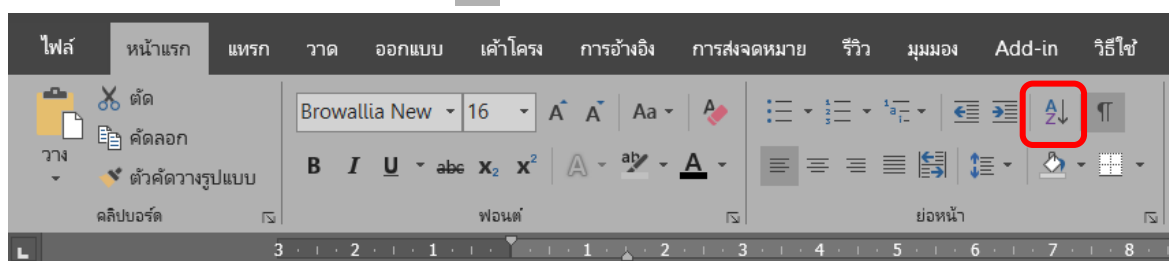 ไฟล์ หน้าแรก แทรก วาด ออกแบบ เค้าโครง การอ้างอิง การส่งจดหมาย รีวิว มุมมอง Add-in วิธีใช้
ตัด
Browallia New 16 A A Aa A
คัดลอก
วาง
ตัวคัดวางรูปแบบ
B I U abc X₂ X² A ab A
A Z ¶
คลิปบอร์ด ฟอนต์ ย่อหน้า
L 3 2 1 1 2 3 4 5 6 7 8